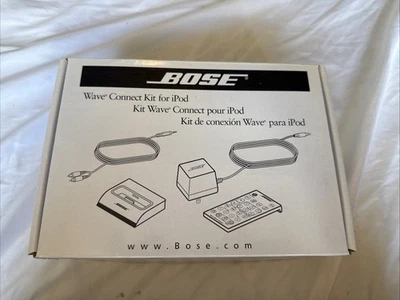 BOSE
Wave® Connect Kit for iPod
Kit Wave® Connect pour iPod
Kit de conexión Wave® para iPod
www.Bose.com